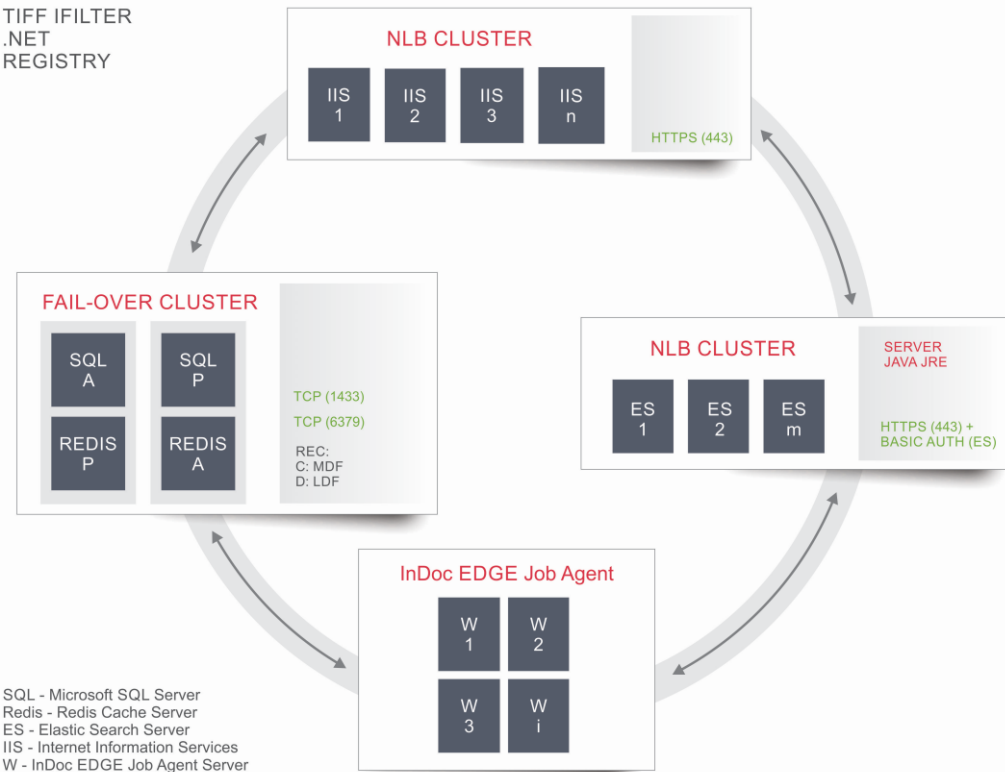 TIFF IFILTER
.NET
REGISTRY
NLB CLUSTER
IIS
1
IIS
2
IIS
3
IIS
n
HTTPS (443)
FAIL-OVER CLUSTER
SQL
A
SQL
P
REDIS
P
REDIS
A
TCP (1433)
TCP (6379)
REC:
C: MDF
D: LDF
NLB CLUSTER
ES
1
ES
2
ES
m
SERVER
JAVA JRE
HTTPS (443) +
BASIC AUTH (ES)
InDoc EDGE Job Agent
W
1
W
2
W
3
W
i
SQL - Microsoft SQL Server
Redis - Redis Cache Server
ES - Elastic Search Server
IIS - Internet Information Services
W - InDoc EDGE Job Agent Server